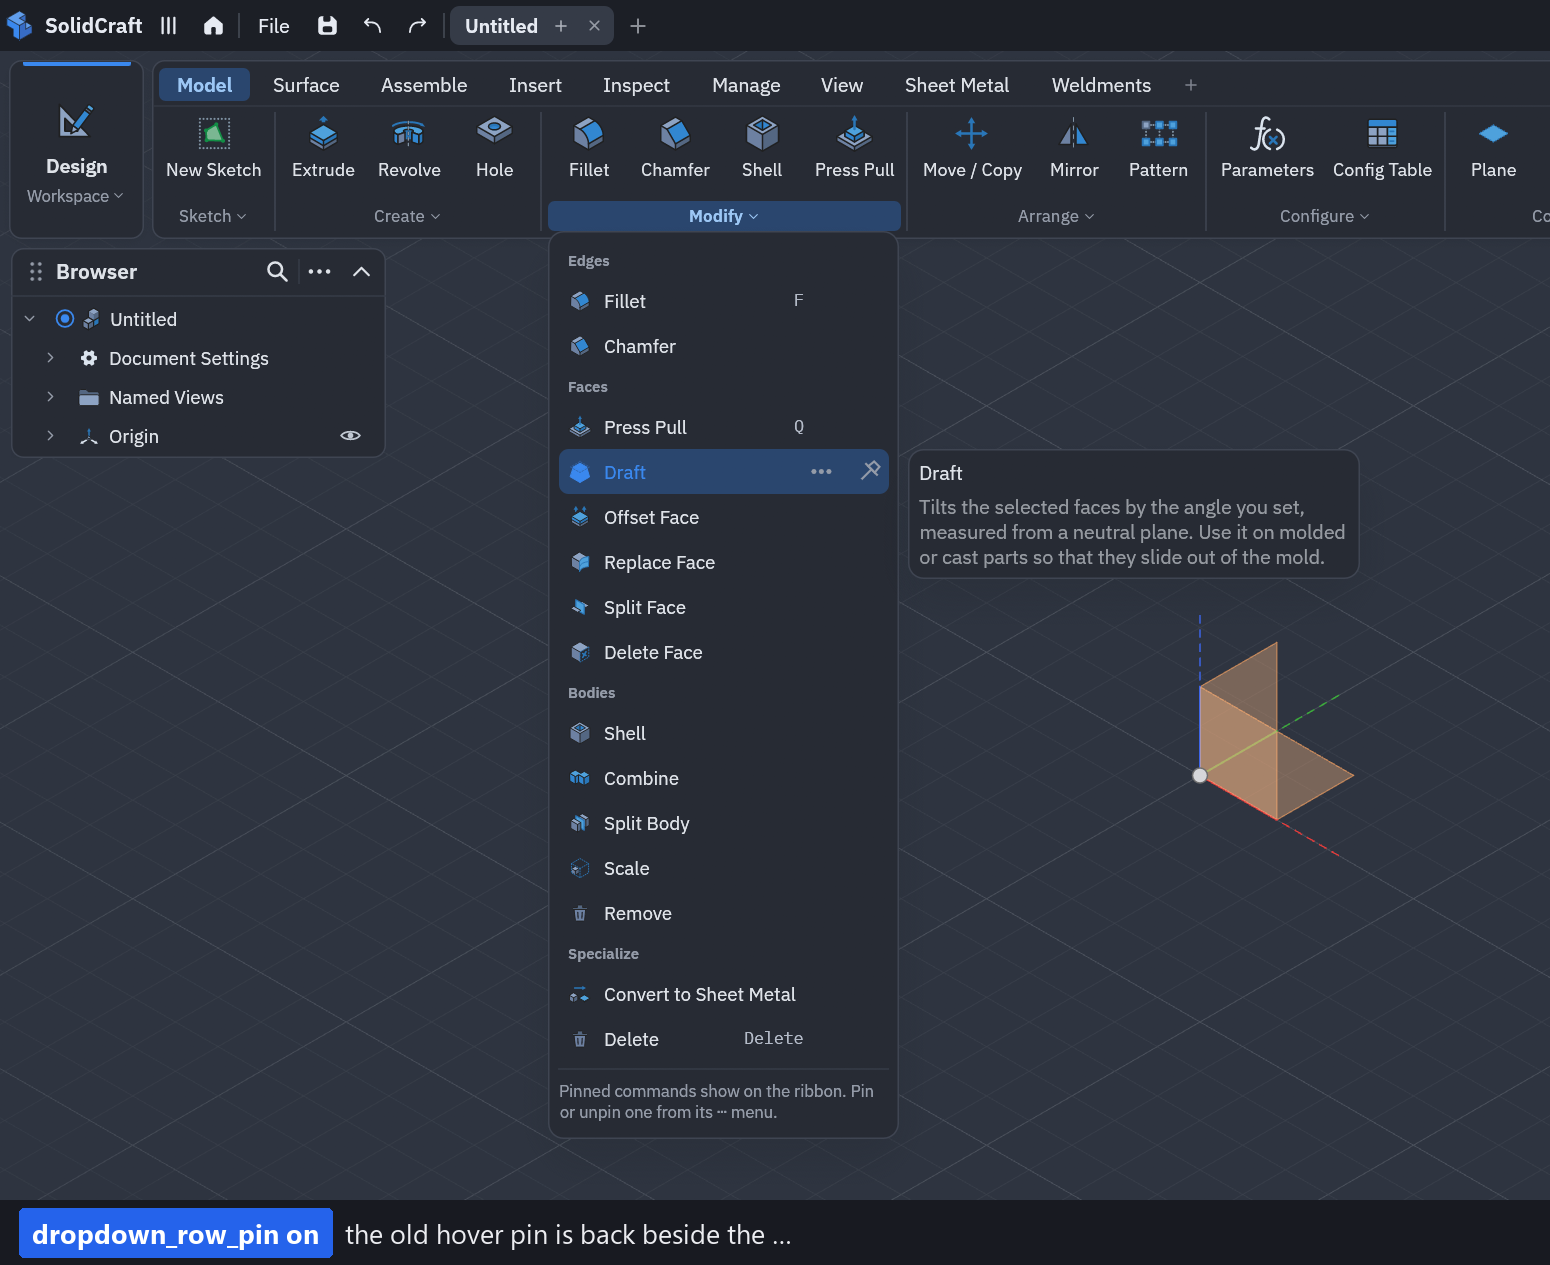 SolidCraft File Untitled
Model Surface Assemble Insert Inspect Manage View Sheet Metal Weldments
Design
Workspace
New Sketch Extrude Revolve Hole Fillet Chamfer Shell Press Pull Move / Copy Mirror Pattern Parameters Config Table Plane
Sketch Create Modify Arrange Configure Co
Browser
Untitled
Document Settings
Named Views
Origin
Edges
Fillet F
Chamfer
Faces
Press Pull Q
Draft
Offset Face
Replace Face
Split Face
Delete Face
Bodies
Shell
Combine
Split Body
Scale
Remove
Specialize
Convert to Sheet Metal
Delete Delete
Pinned commands show on the ribbon. Pin
or unpin one from its ··· menu.
Draft
Tilts the selected faces by the angle you set,
measured from a neutral plane. Use it on molded
or cast parts so that they slide out of the mold.
dropdown_row_pin on the old hover pin is back beside the ...